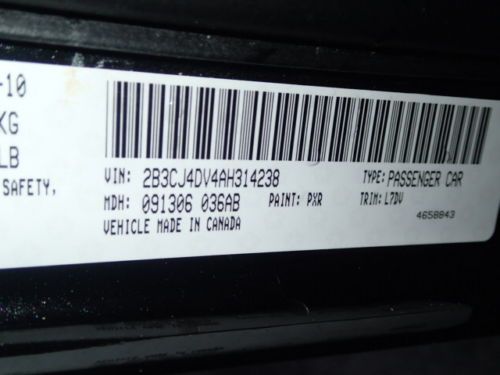 -10
KG
LB
SAFETY,
VIN: 2B3CJ4DV4AH314238 TYPE: PASSENGER CAR
MDH: 091306 036AB PAINT: PXR TRIM: L7DV
VEHICLE MADE IN CANADA 4658843